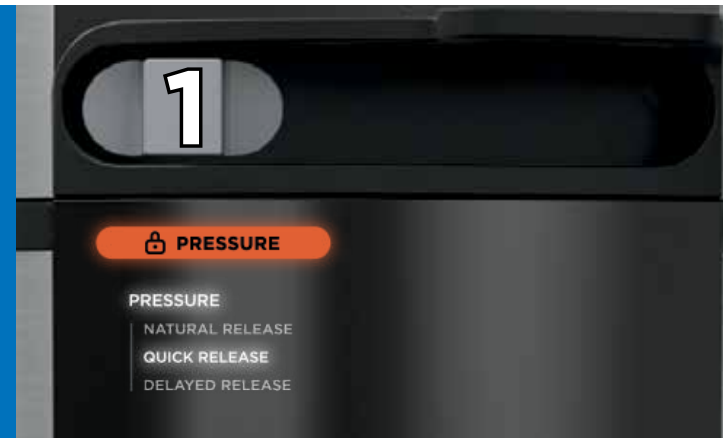 1
PRESSURE
PRESSURE
NATURAL RELEASE
QUICK RELEASE
DELAYED RELEASE